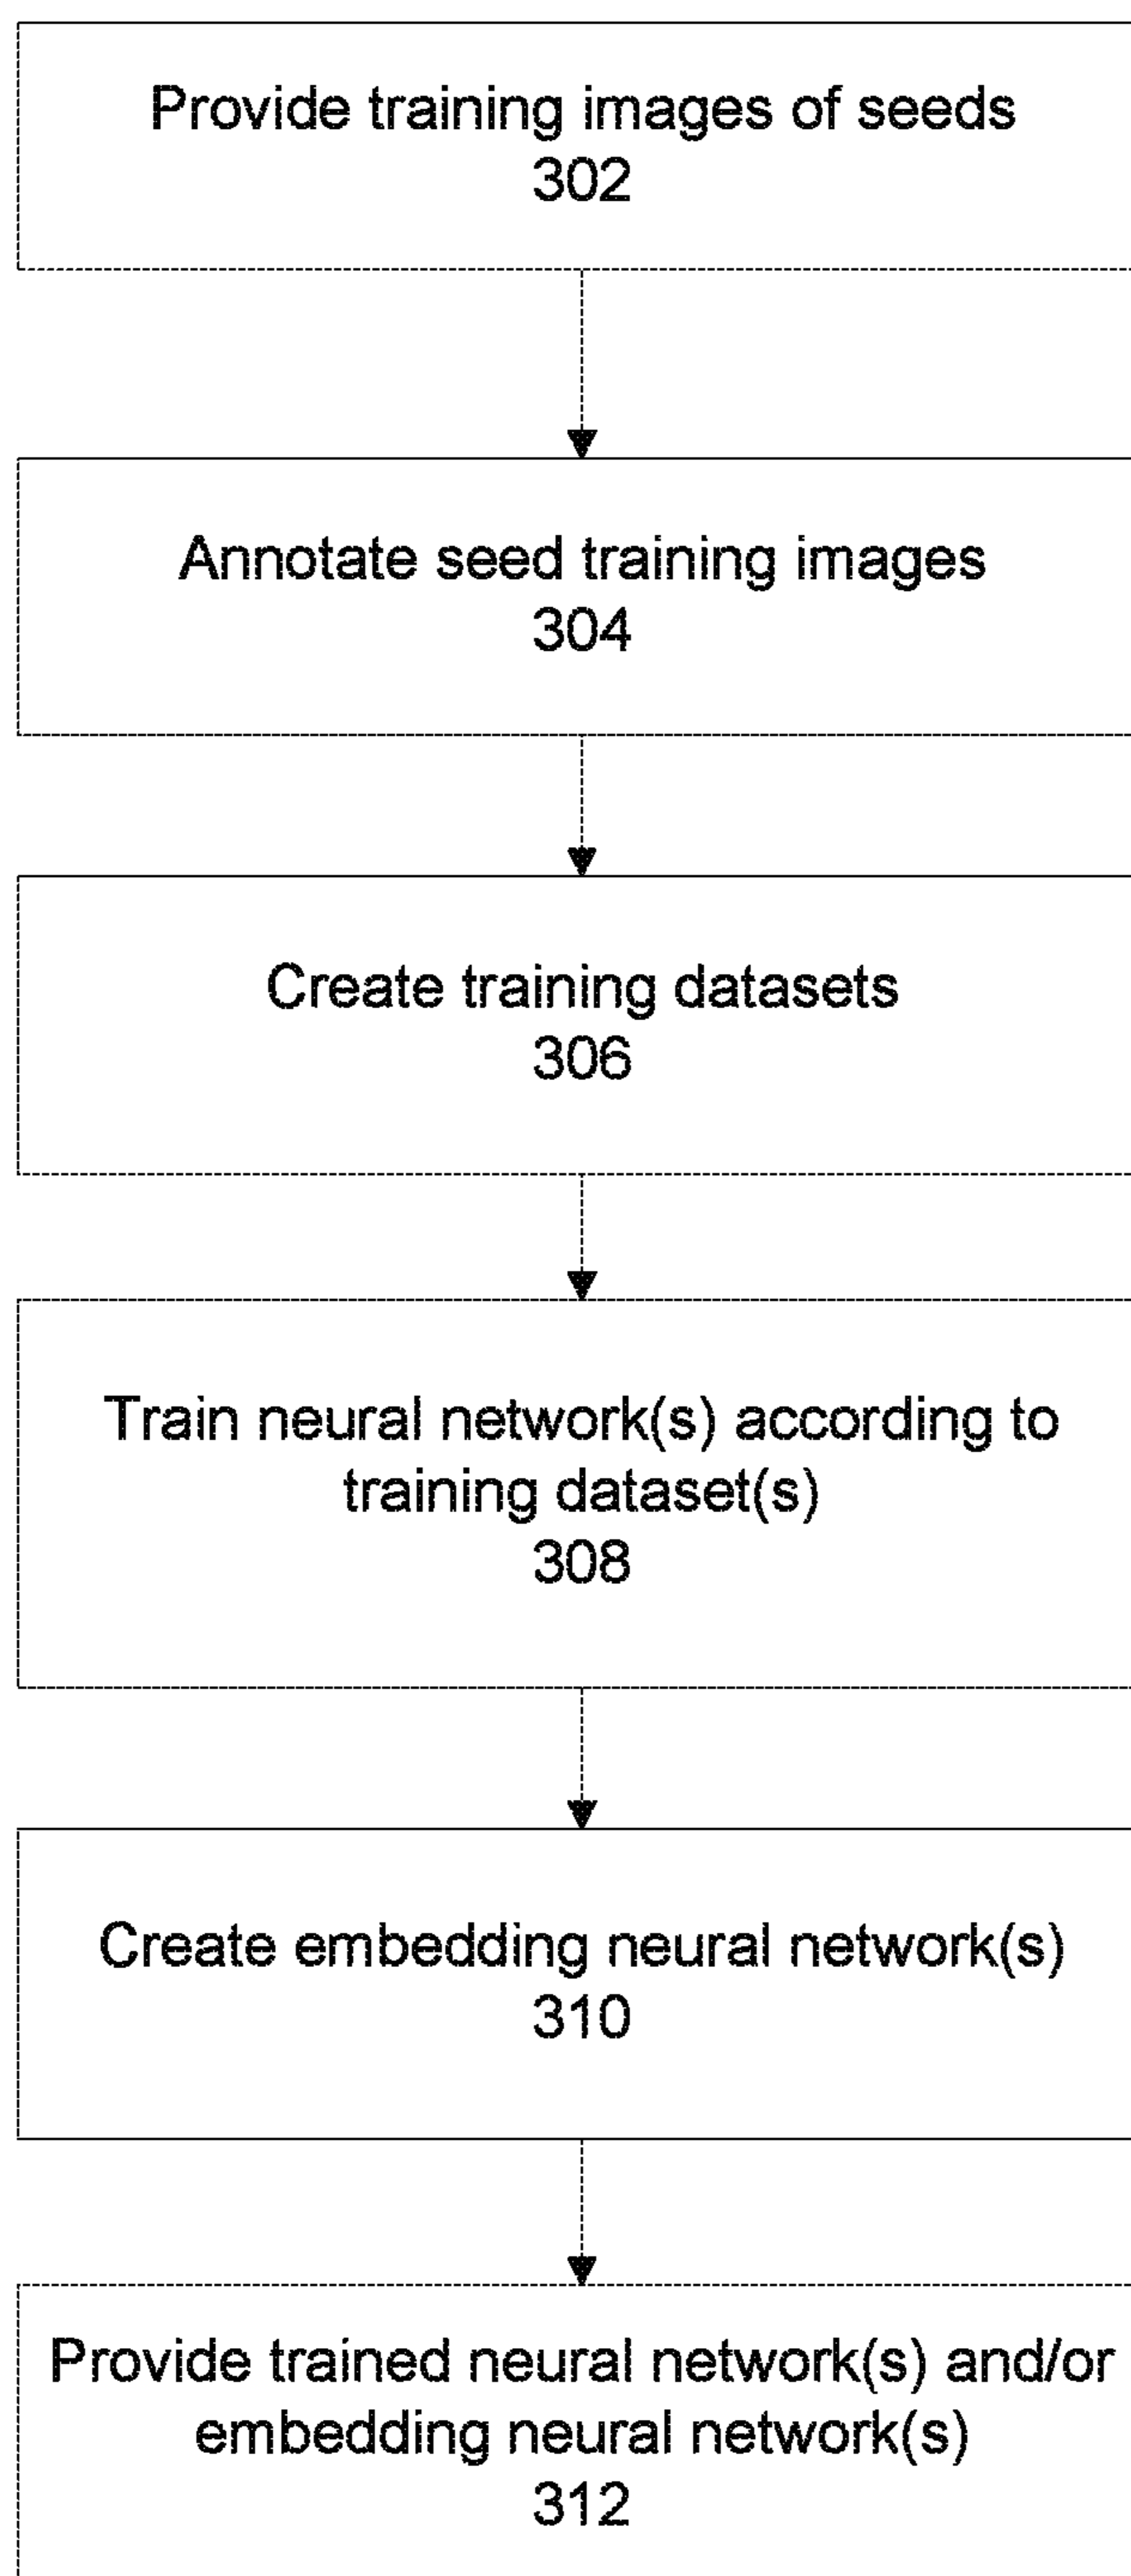 Provide training images of seeds
302
Annotate seed training images
304
Create training datasets
306
Train neural network(s) according to
training dataset(s)
308
Create embedding neural network(s)
310
Provide trained neural network(s) and/or
embedding neural network(s)
312